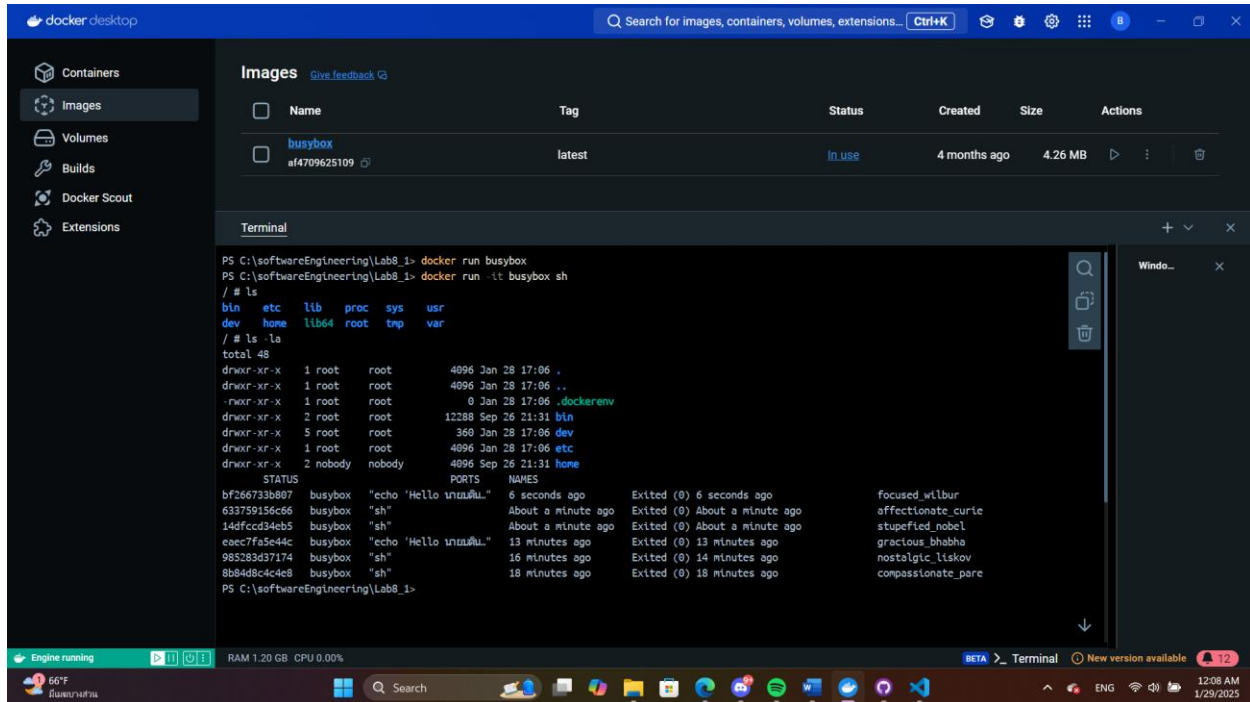 docker desktop
Search for images, containers, volumes, extensions... Ctrl+K
B
Containers
Images
Volumes
Builds
Docker Scout
Extensions
Images Give feedback
Name Tag Status Created Size Actions
busybox
af4709625109
latest In use 4 months ago 4.26 MB
Terminal
PS C:\softwareEngineering\Lab8_1> docker run busybox
PS C:\softwareEngineering\Lab8_1> docker run -it busybox sh
/ # ls
bin etc lib proc sys usr
dev home lib64 root tmp var
/ # ls -la
total 48
drwxr-xr-x 1 root root 4096 Jan 28 17:06 .
drwxr-xr-x 1 root root 4096 Jan 28 17:06 ..
-rwxr-xr-x 1 root root 0 Jan 28 17:06 .dockerenv
drwxr-xr-x 2 root root 12288 Sep 26 21:31 bin
drwxr-xr-x 5 root root 360 Jan 28 17:06 dev
drwxr-xr-x 1 root root 4096 Jan 28 17:06 etc
drwxr-xr-x 2 nobody nobody 4096 Sep 26 21:31 home
STATUS PORTS NAMES
bf266733b807 busybox "echo 'Hello 6 seconds ago Exited (0) 6 seconds ago focused_wilbur
633759156c66 busybox "sh" About a minute ago Exited (0) About a minute ago affectionate_curie
14dfccd34eb5 busybox "sh" About a minute ago Exited (0) About a minute ago stupefied_nobel
eaec7fa5e44c busybox "echo 'Hello 13 minutes ago Exited (0) 13 minutes ago gracious_bhabha
985283d37174 busybox "sh" 16 minutes ago Exited (0) 14 minutes ago nostalgic_liskov
8b84d8c4c4e8 busybox "sh" 18 minutes ago Exited (0) 18 minutes ago compassionate_pare
PS C:\softwareEngineering\Lab8_1>
Windo...
Engine running
RAM 1.20 GB CPU 0.00%
BETA >_ Terminal New version available 12
66°F
มีเมฆบางส่วน
Search
ENG
12:08 AM
1/29/2025